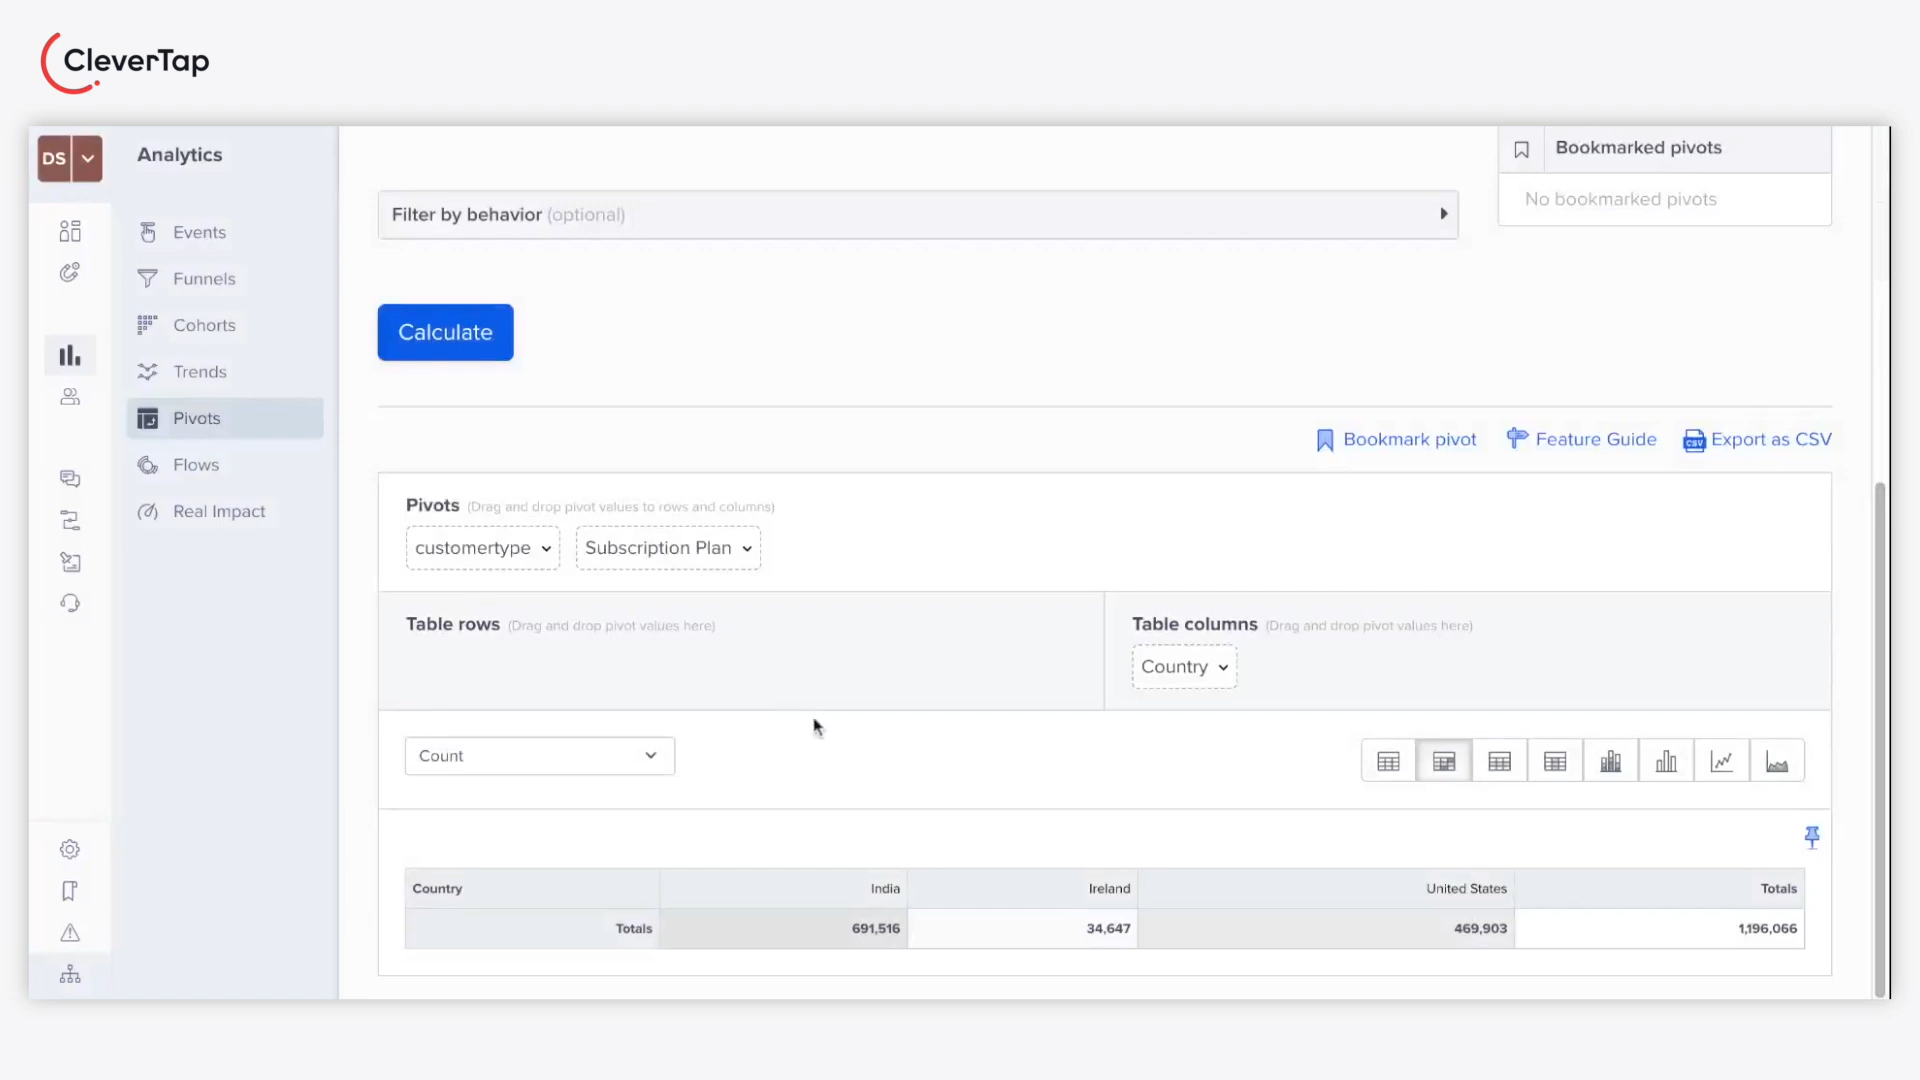 CleverTap
DS
Analytics
Events
Funnels
Cohorts
Trends
Pivots
Flows
Real Impact
Bookmarked pivots
No bookmarked pivots
Filter by behavior (optional)
Calculate
Bookmark pivot
Feature Guide
CSV Export as CSV
Pivots (Drag and drop pivot values to rows and columns)
customertype
Subscription Plan
Table rows (Drag and drop pivot values here)
Table columns (Drag and drop pivot values here)
Country
Count
Country India Ireland United States Totals
Totals 691,516 34,647 469,903 1,196,066